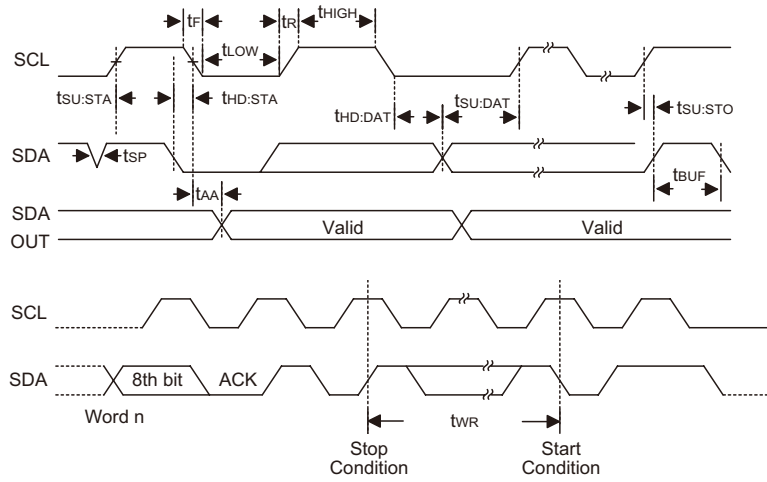 tF
tR
tHIGH
SCL
tLOW
tSU:STA
tHD:STA
tHD:DAT
tSU:DAT
tSU:STO
SDA
tSP
tBUF
tAA
SDA
OUT
Valid
Valid
SCL
SDA
8th bit
ACK
Word n
tWR
Stop
Condition
Start
Condition